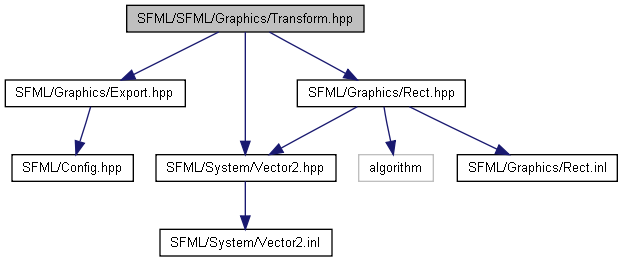 SFML/SFML/Graphics/Transform.hpp
SFML/Graphics/Export.hpp
SFML/Graphics/Rect.hpp
SFML/Config.hpp
SFML/System/Vector2.hpp
algorithm
SFML/Graphics/Rect.inl
SFML/System/Vector2.inl